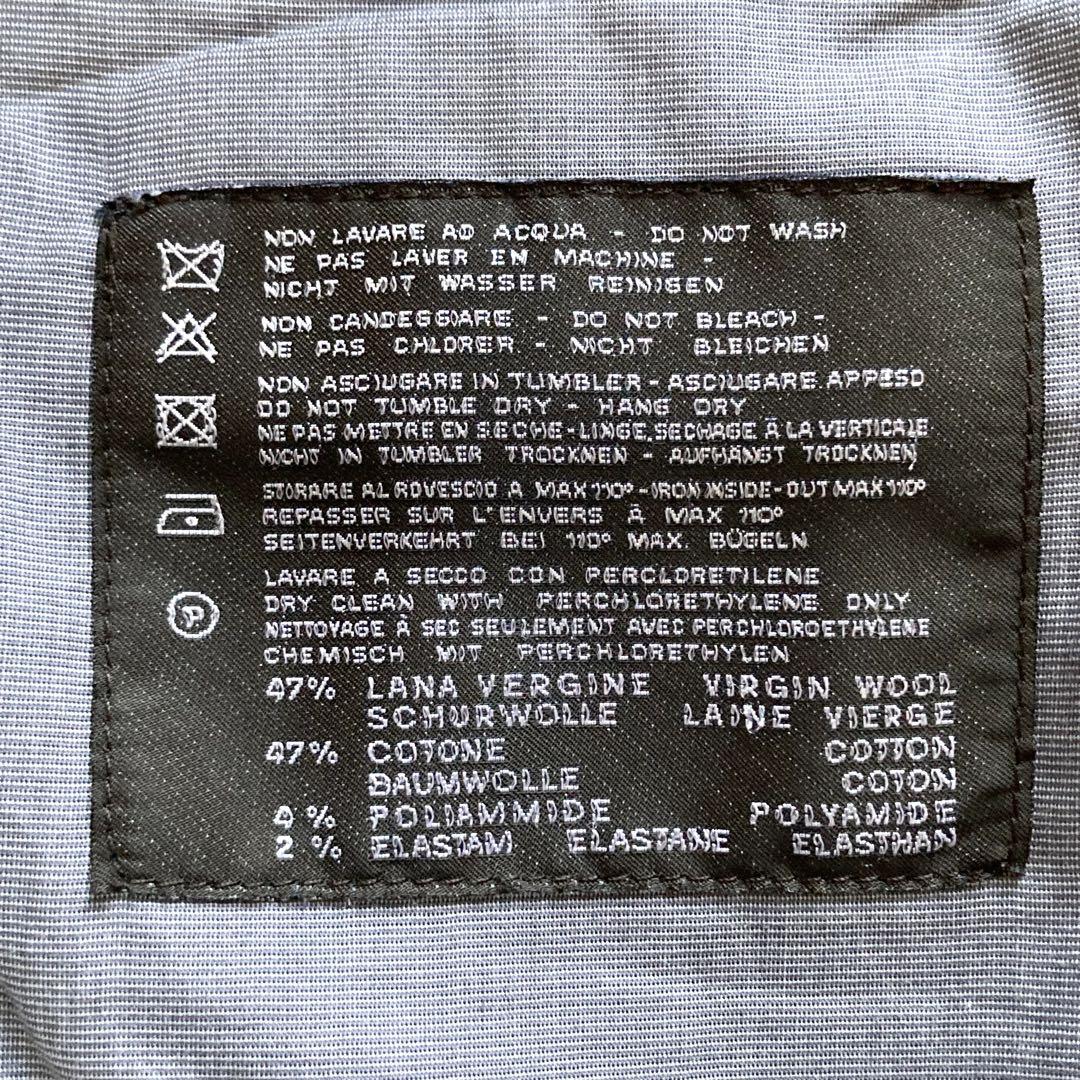 NON LAVARE AD ACQUA - DO NOT WASH
NE PAS LAVER EN MACHINE -
NICHT MIT WASSER REINIGEN
NON CANDEGGIARE - DO NOT BLEACH -
NE PAS CHLORER - NICHT BLEICHEN
NON ASCIUGARE IN TUMBLER - ASCIUGARE APPESO
DO NOT TUMBLE DRY - HANG DRY
NE PAS METTRE EN SECHE-LINGE. SECHAGE À LA VERTICALE
NICHT IN TUMBLER TROCKNEN - AUFHANGT TROCKNEN
STIRARE AL ROVESCIO A MAX 110° - IRON INSIDE-OUT MAX 110°
REPASSER SUR L'ENVERS À MAX 110°
SEITENVERKEHRT BEI 110° MAX. BÜGELN
LAVARE A SECCO CON PERCLORETILENE
DRY CLEAN WITH PERCHLORETHYLENE ONLY
NETTOYAGE À SEC SEULEMENT AVEC PERCHLOROETHYLENE
CHEMISCH MIT PERCHLORETHYLEN
P
47% LANA VERGINE VIRGIN WOOL
SCHURWOLLE LAINE VIERGE
47% COTONE COTTON
BAUMWOLLE COTON
4% POLIAMMIDE POLYAMIDE
2% ELASTAM ELASTANE ELASTHAN